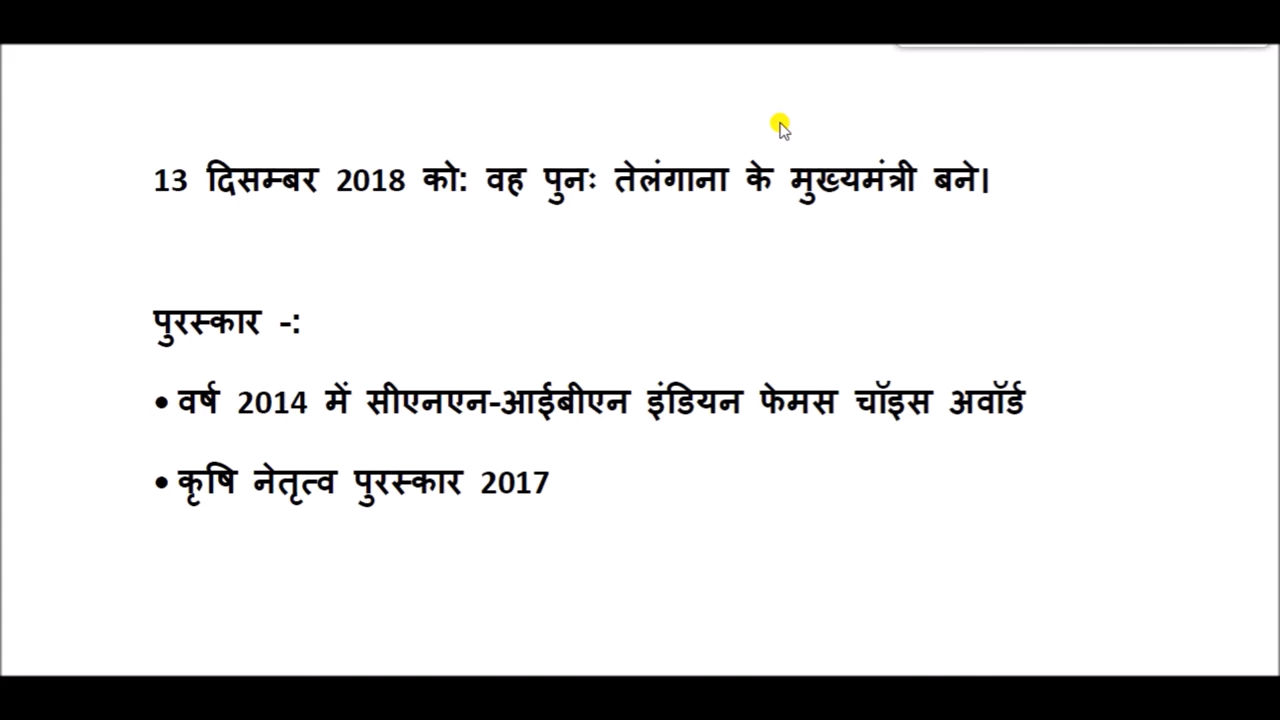 13 दिसम्बर 2018 को: वह पुनः तेलंगाना के मुख्यमंत्री बने।
पुरस्कार -:
• वर्ष 2014 में सीएनएन-आईबीएन इंडियन फेमस चॉइस अवॉर्ड
• कृषि नेतृत्व पुरस्कार 2017